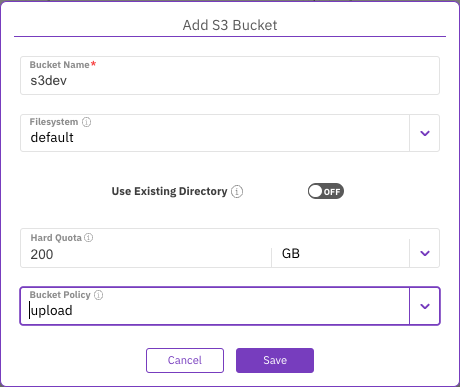 Add S3 Bucket
Bucket Name*
s3dev
Filesystem
default
Use Existing Directory
OFF
Hard Quota
200
GB
Bucket Policy
upload
Cancel
Save